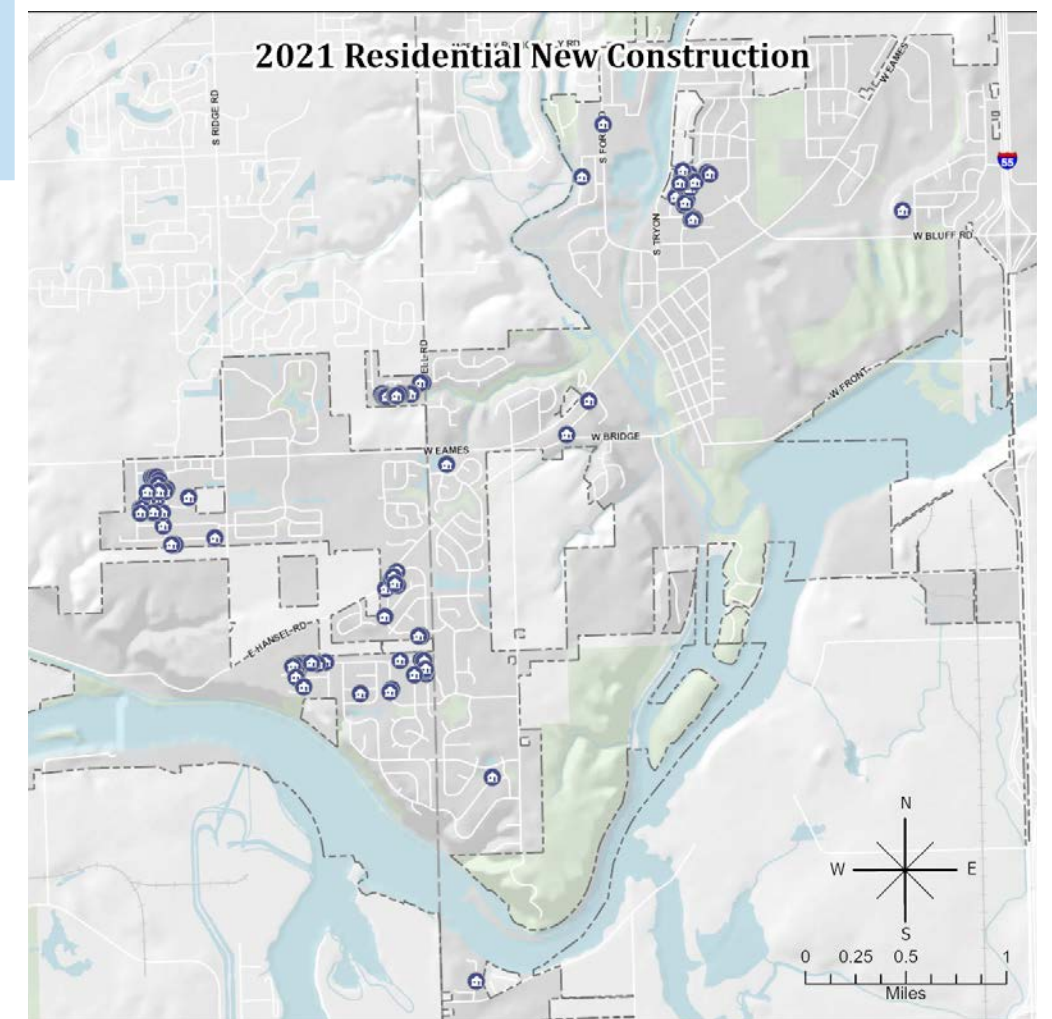 2021 Residential New Construction
S RIDGE RD
W EAMES
S TRYON
55
W BLUFF RD
W FRONT
W EAMES
W BRIDGE
E HANSEL RD
N
W E
S
0 0.25 0.5 1
Miles